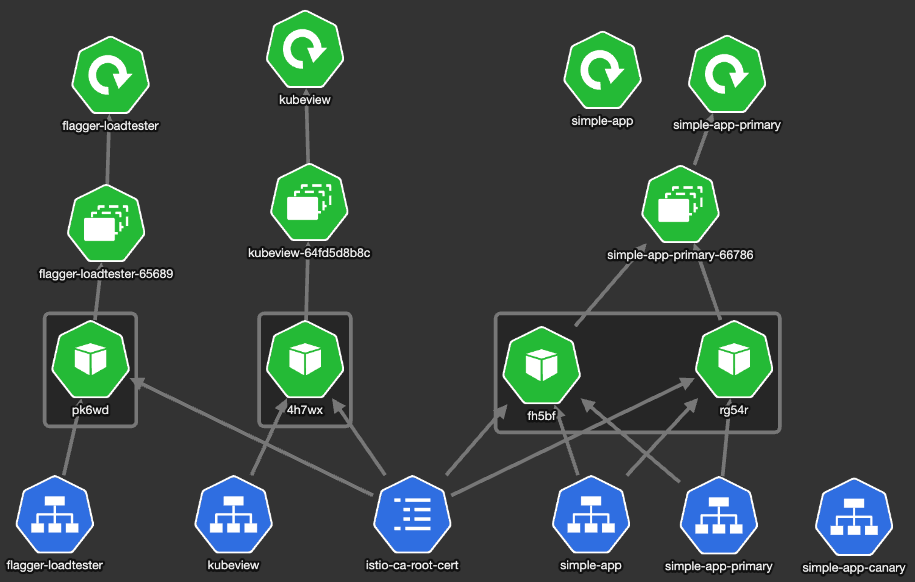 kubeview
flagger-loadtester
simple-app
simple-app-primary
flagger-loadtester-65689
kubeview-64fd5d8b8c
simple-app-primary-66786
pk6wd
4h7wx
fh5bf
rg54r
flagger-loadtester
kubeview
istio-ca-root-cert
simple-app
simple-app-primary
simple-app-canary